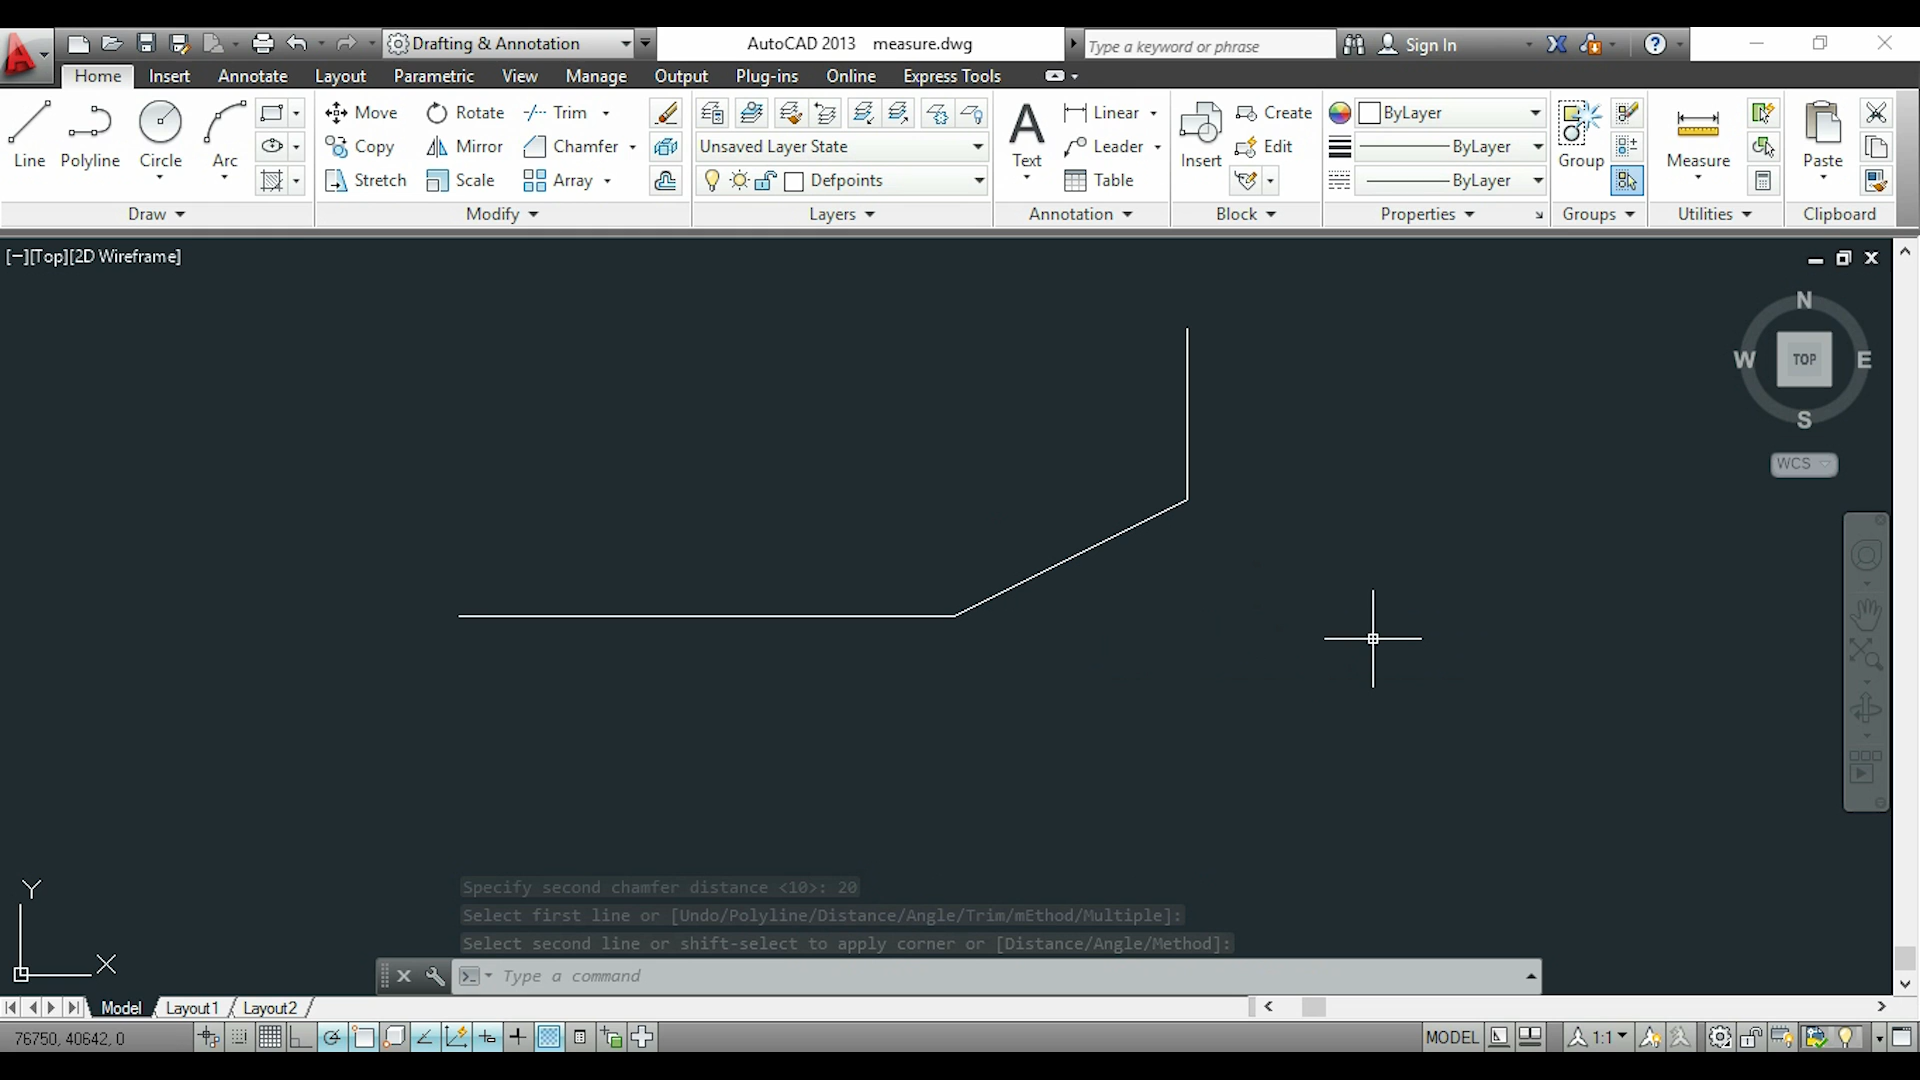 Drafting & Annotation
AutoCAD 2013 measure.dwg
Type a keyword or phrase
Sign In
Home Insert Annotate Layout Parametric View Manage Output Plug-ins Online Express Tools
Line Polyline Circle Arc
Move Rotate Trim
Copy Mirror Chamfer
Stretch Scale Array
Unsaved Layer State
Defpoints
Text
Linear
Leader
Table
Insert
Create
Edit
ByLayer
ByLayer
ByLayer
Group
Measure
Paste
Draw Modify Layers Annotation Block Properties Groups Utilities Clipboard
[−][Top][2D Wireframe]
N
W TOP E
S
WCS
Y
X
Specify second chamfer distance <10>: 20
Select first line or [Undo/Polyline/Distance/Angle/Trim/mEthod/Multiple]:
Select second line or shift-select to apply corner or [Distance/Angle/Method]:
Type a command
Model Layout1 Layout2
76750, 40642, 0
MODEL
1:1